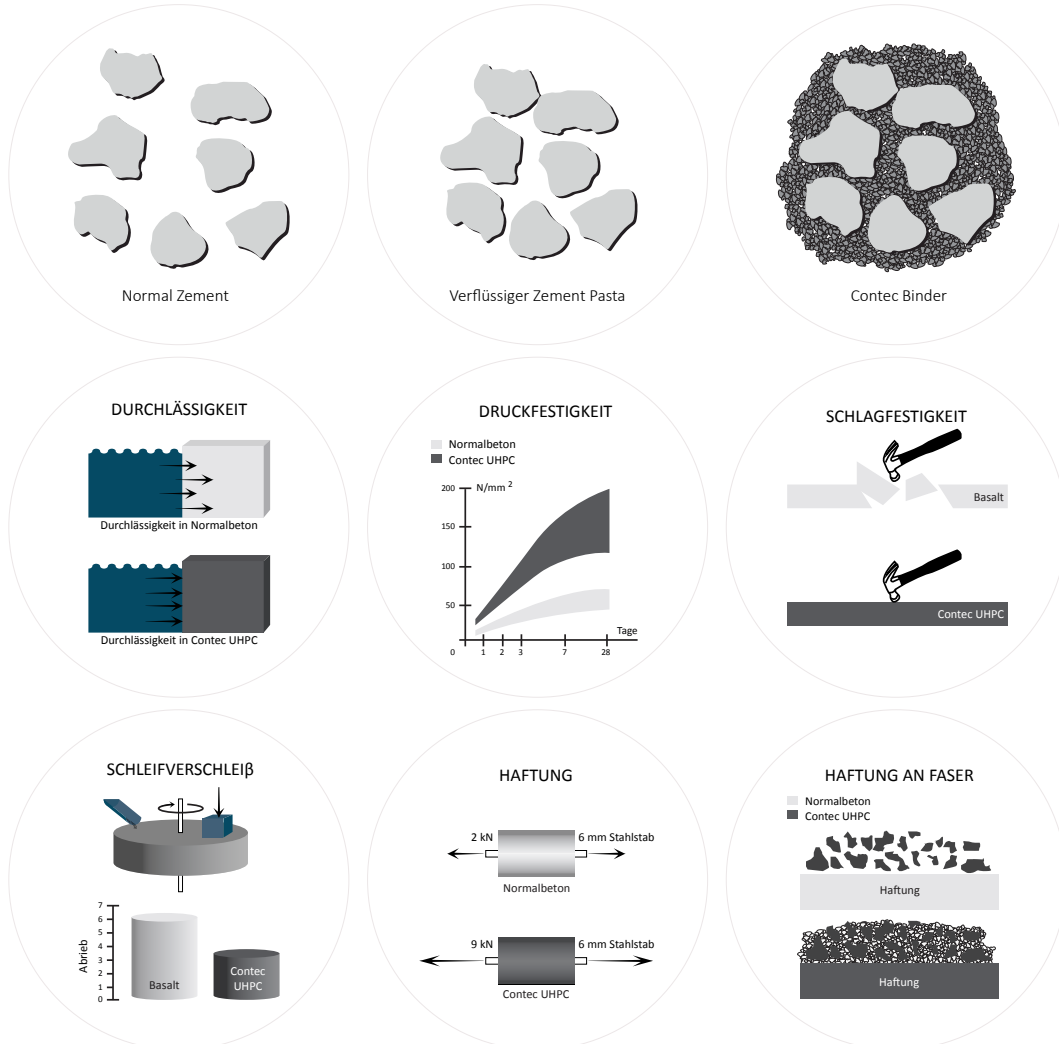 Normal Zement
Verflüssiger Zement Pasta
Contec Binder
DURCHLÄSSIGKEIT
Durchlässigkeit in Normalbeton
Durchlässigkeit in Contec UHPC
DRUCKFESTIGKEIT
Normalbeton
Contec UHPC
N/mm 2
200
150
100
50
0
1 2 3 7 28
Tage
SCHLAGFESTIGKEIT
Basalt
Contec UHPC
SCHLEIFVERSCHLEIβ
Abrieb
7
6
5
4
3
2
1
0
Basalt
Contec
UHPC
HAFTUNG
2 kN 6 mm Stahlstab
Normalbeton
9 kN 6 mm Stahlstab
Contec UHPC
HAFTUNG AN FASER
Normalbeton
Contec UHPC
Haftung
Haftung